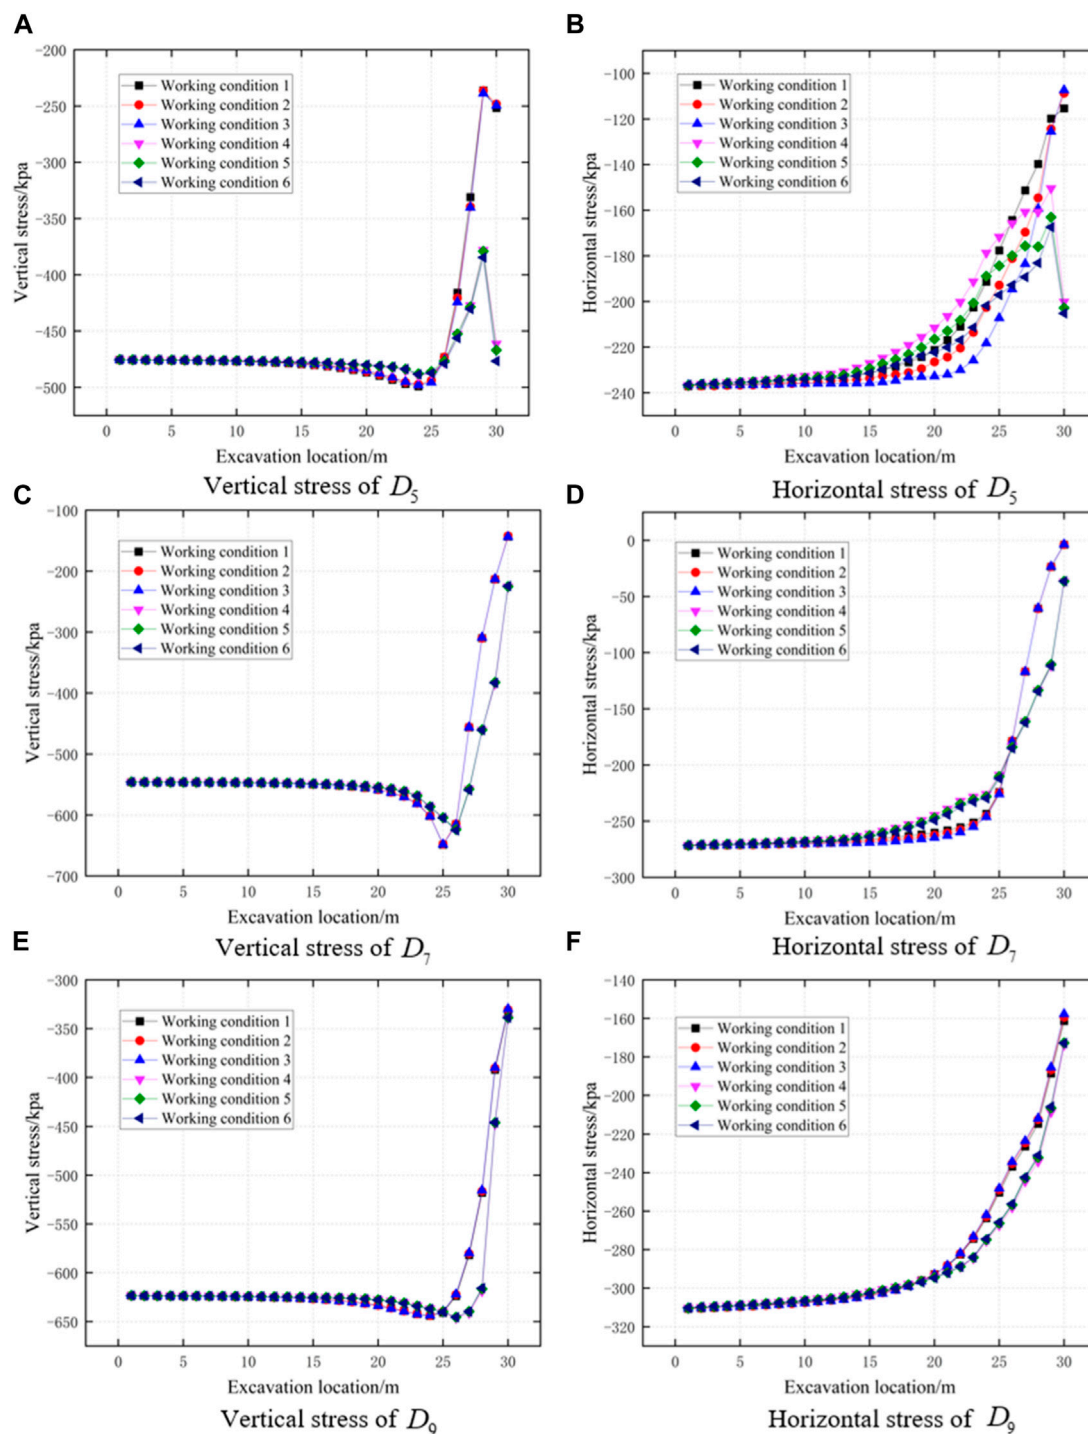 A
-200
-250
-300
-350
-400
-450
-500
Vertical stress/kpa
Working condition 1
Working condition 2
Working condition 3
Working condition 4
Working condition 5
Working condition 6
0 5 10 15 20 25 30
Excavation location/m
Vertical stress of D5
B
-100
-120
-140
-160
-180
-200
-220
-240
-260
Horizontal stress/kpa
Working condition 1
Working condition 2
Working condition 3
Working condition 4
Working condition 5
Working condition 6
0 5 10 15 20 25 30
Excavation location/m
Horizontal stress of D5
C
-100
-200
-300
-400
-500
-600
-700
Vertical stress/kpa
Working condition 1
Working condition 2
Working condition 3
Working condition 4
Working condition 5
Working condition 6
0 5 10 15 20 25 30
Excavation location/m
Vertical stress of D7
D
0
-50
-100
-150
-200
-250
-300
Horizontal stress/kpa
Working condition 1
Working condition 2
Working condition 3
Working condition 4
Working condition 5
Working condition 6
0 5 10 15 20 25 30
Excavation location/m
Horizontal stress of D7
E
-300
-350
-400
-450
-500
-550
-600
-650
Vertical stress/kpa
Working condition 1
Working condition 2
Working condition 3
Working condition 4
Working condition 5
Working condition 6
0 5 10 15 20 25 30
Excavation location/m
Vertical stress of D9
F
-140
-160
-180
-200
-220
-240
-260
-280
-300
-320
Horizontal stress/kpa
Working condition 1
Working condition 2
Working condition 3
Working condition 4
Working condition 5
Working condition 6
0 5 10 15 20 25 30
Excavation location/m
Horizontal stress of D9